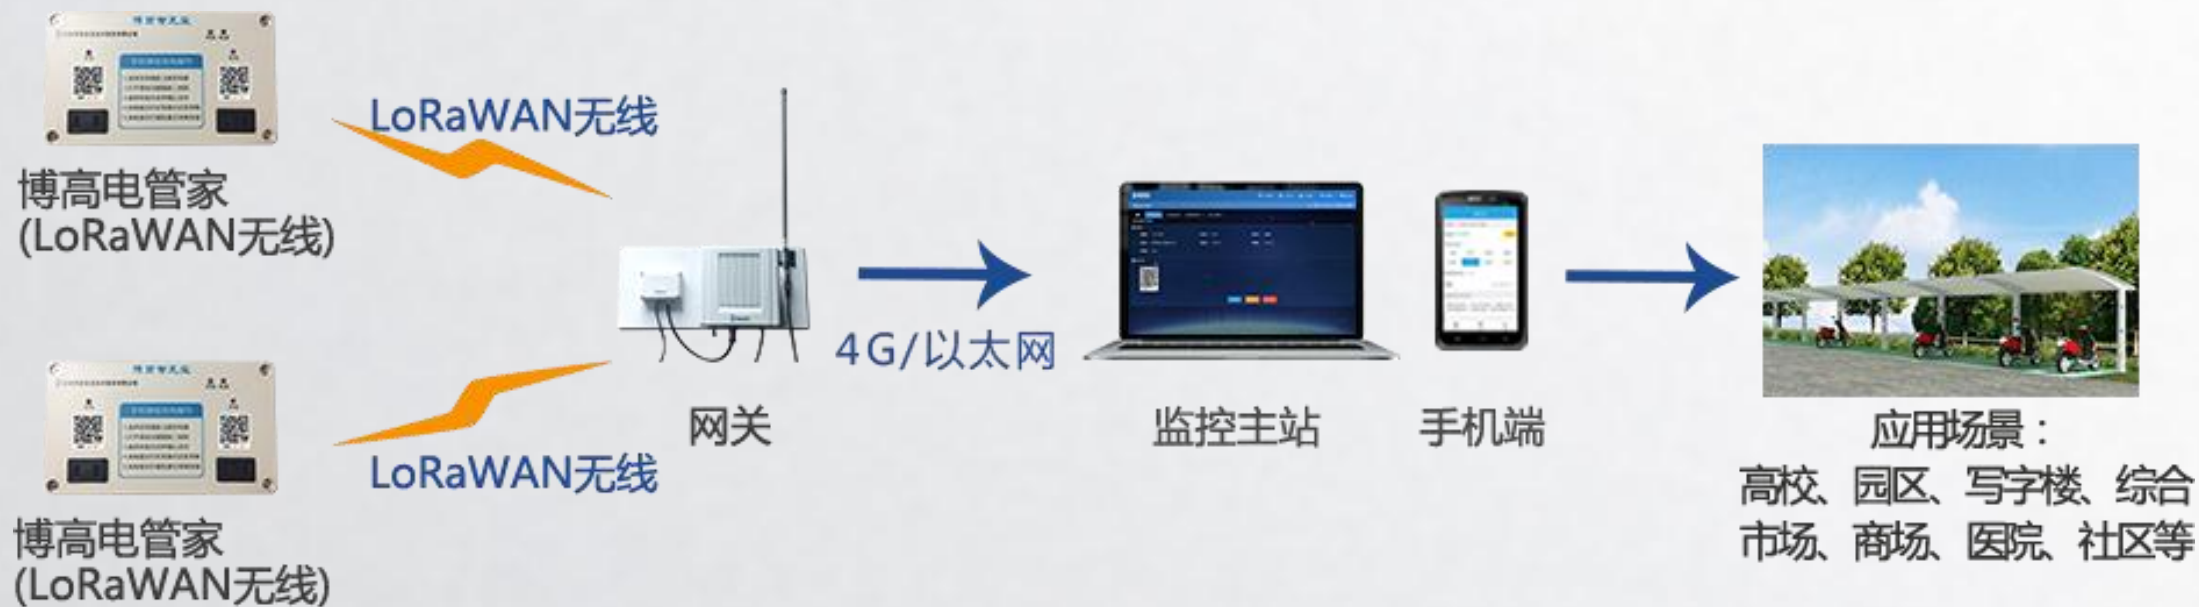 LoRaWAN无线
博高电管家
(LoRaWAN无线)
4G/以太网
网关
监控主站
手机端
LoRaWAN无线
博高电管家
(LoRaWAN无线)
应用场景：
高校、园区、写字楼、综合
市场、商场、医院、社区等